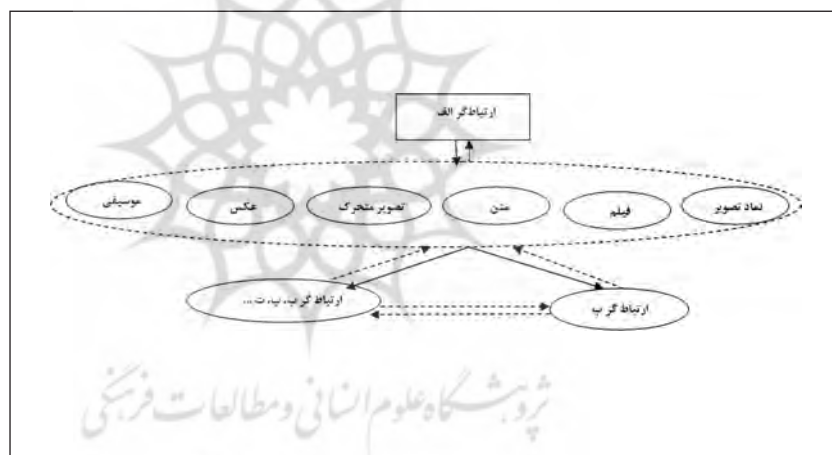 ارتباط‌گر الف
نماد تصویر
فیلم
متن
تصویر متحرک
عکس
موسیقی
ارتباط گر پ
ارتباط گر ب، پ، ت...
پژوهشگاه علوم انسانی و مطالعات فرهنگی